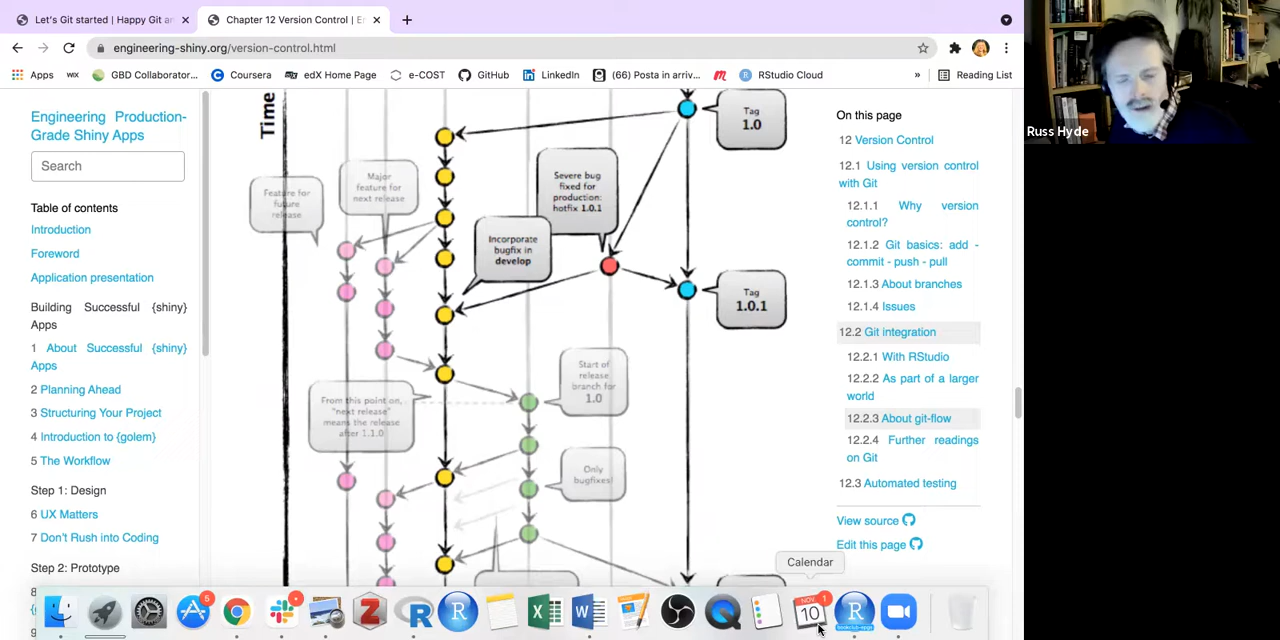 Let's Git started | Happy Git an
Chapter 12 Version Control | E
engineering-shiny.org/version-control.html
Apps
WIX
GBD Collaborator...
Coursera
edX Home Page
e-COST
GitHub
LinkedIn
(66) Posta in arriv...
RStudio Cloud
»
Reading List
Engineering Production-
Grade Shiny Apps
Search
Table of contents
Introduction
Foreword
Application presentation
Building Successful {shiny}
Apps
1 About Successful {shiny}
Apps
2 Planning Ahead
3 Structuring Your Project
4 Introduction to {golem}
5 The Workflow
Step 1: Design
6 UX Matters
7 Don't Rush into Coding
Step 2: Prototype
8
Time
Tag
1.0
Feature for
future
release
Major
feature for
next release
Severe bug
fixed for
production:
hotfix 1.0.1
Incorporate
bugfix in
develop
Tag
1.0.1
Start of
release
branch for
1.0
From this point on,
"next release"
means the release
after 1.1.0
Only
bugfixes!
On this page
12 Version Control
12.1 Using version control
with Git
12.1.1 Why version
control?
12.1.2 Git basics: add -
commit - push - pull
12.1.3 About branches
12.1.4 Issues
12.2 Git integration
12.2.1 With RStudio
12.2.2 As part of a larger
world
12.2.3 About git-flow
12.2.4 Further readings
on Git
12.3 Automated testing
View source
Edit this page
Russ Hyde
Calendar
5
NOV
10
1